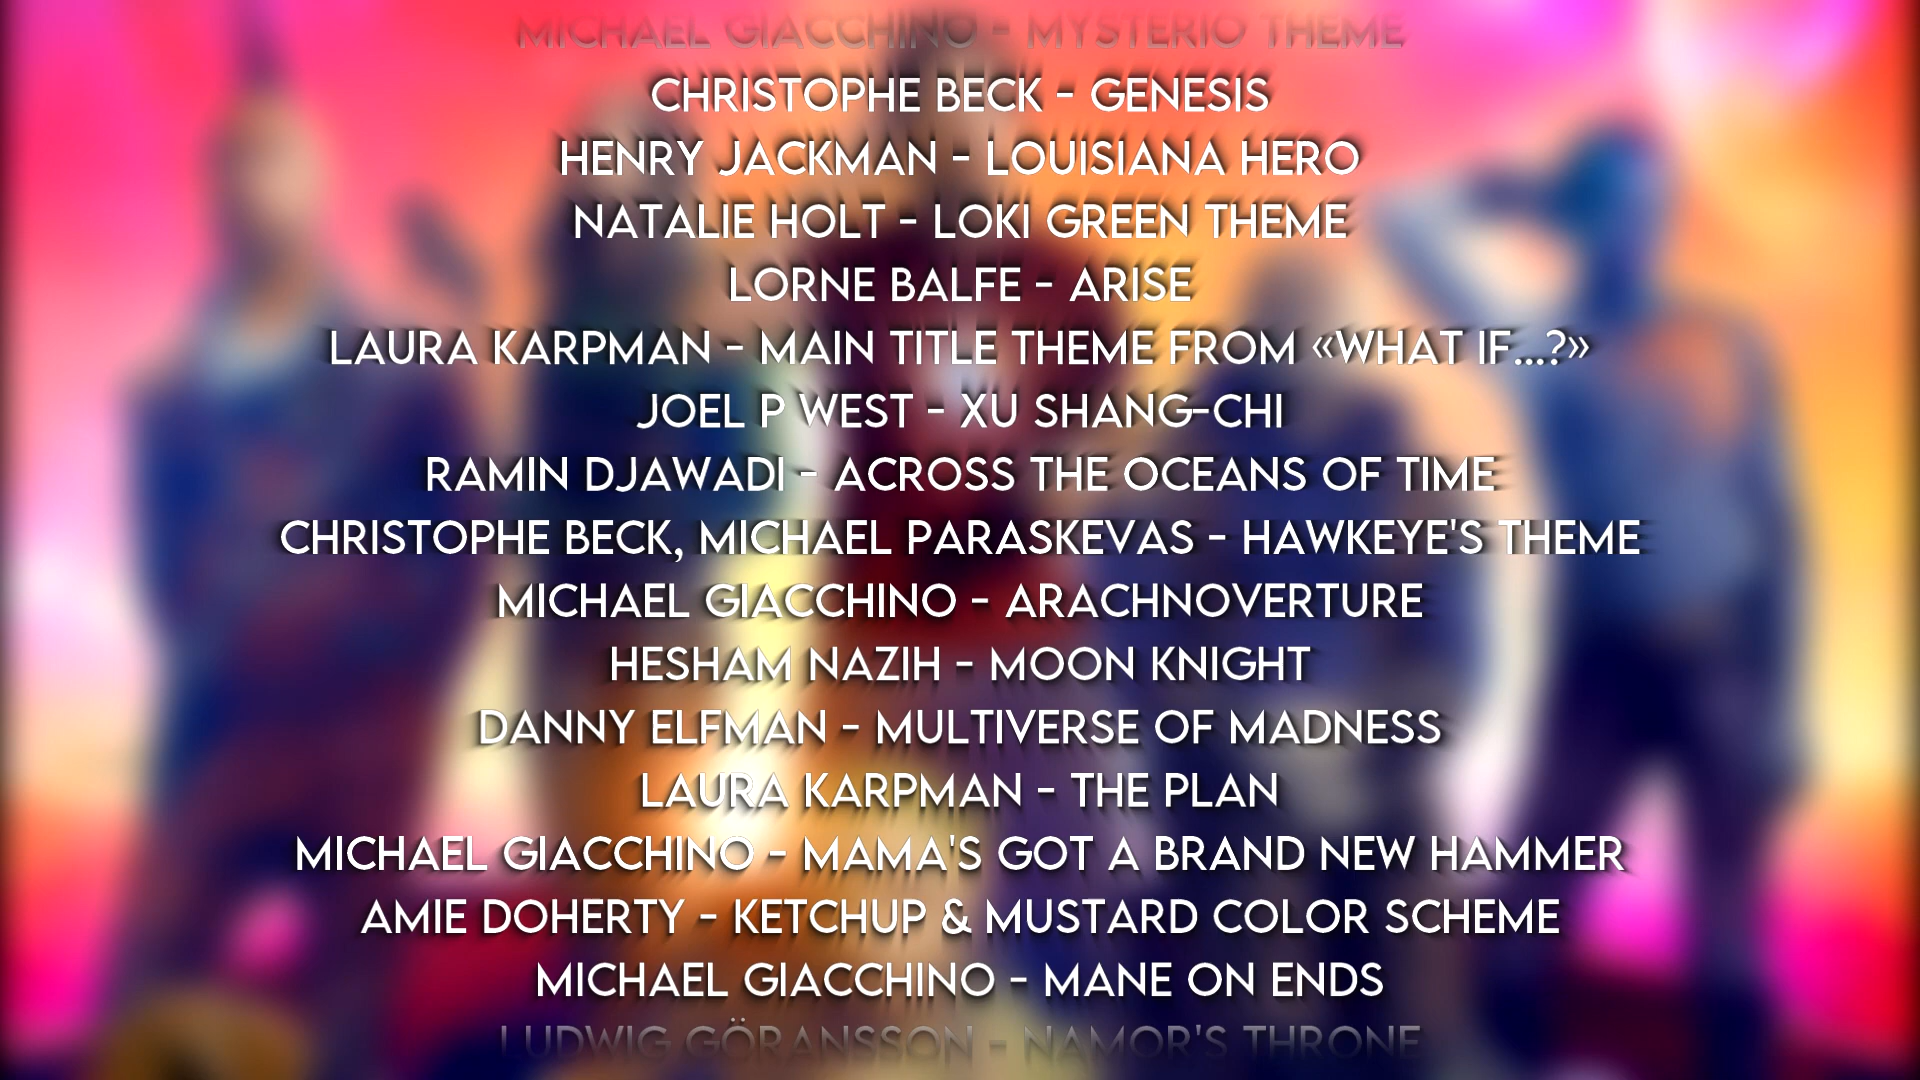 MICHAEL GIACCHINO - MYSTERIO THEME
CHRISTOPHE BECK - GENESIS
HENRY JACKMAN - LOUISIANA HERO
NATALIE HOLT - LOKI GREEN THEME
LORNE BALFE - ARISE
LAURA KARPMAN - MAIN TITLE THEME FROM «WHAT IF...?»
JOEL P WEST - XU SHANG-CHI
RAMIN DJAWADI - ACROSS THE OCEANS OF TIME
CHRISTOPHE BECK, MICHAEL PARASKEVAS - HAWKEYE'S THEME
MICHAEL GIACCHINO - ARACHNOVERTURE
HESHAM NAZIH - MOON KNIGHT
DANNY ELFMAN - MULTIVERSE OF MADNESS
LAURA KARPMAN - THE PLAN
MICHAEL GIACCHINO - MAMA'S GOT A BRAND NEW HAMMER
AMIE DOHERTY - KETCHUP & MUSTARD COLOR SCHEME
MICHAEL GIACCHINO - MANE ON ENDS
LUDWIG GÖRANSSON - NAMOR'S THRONE